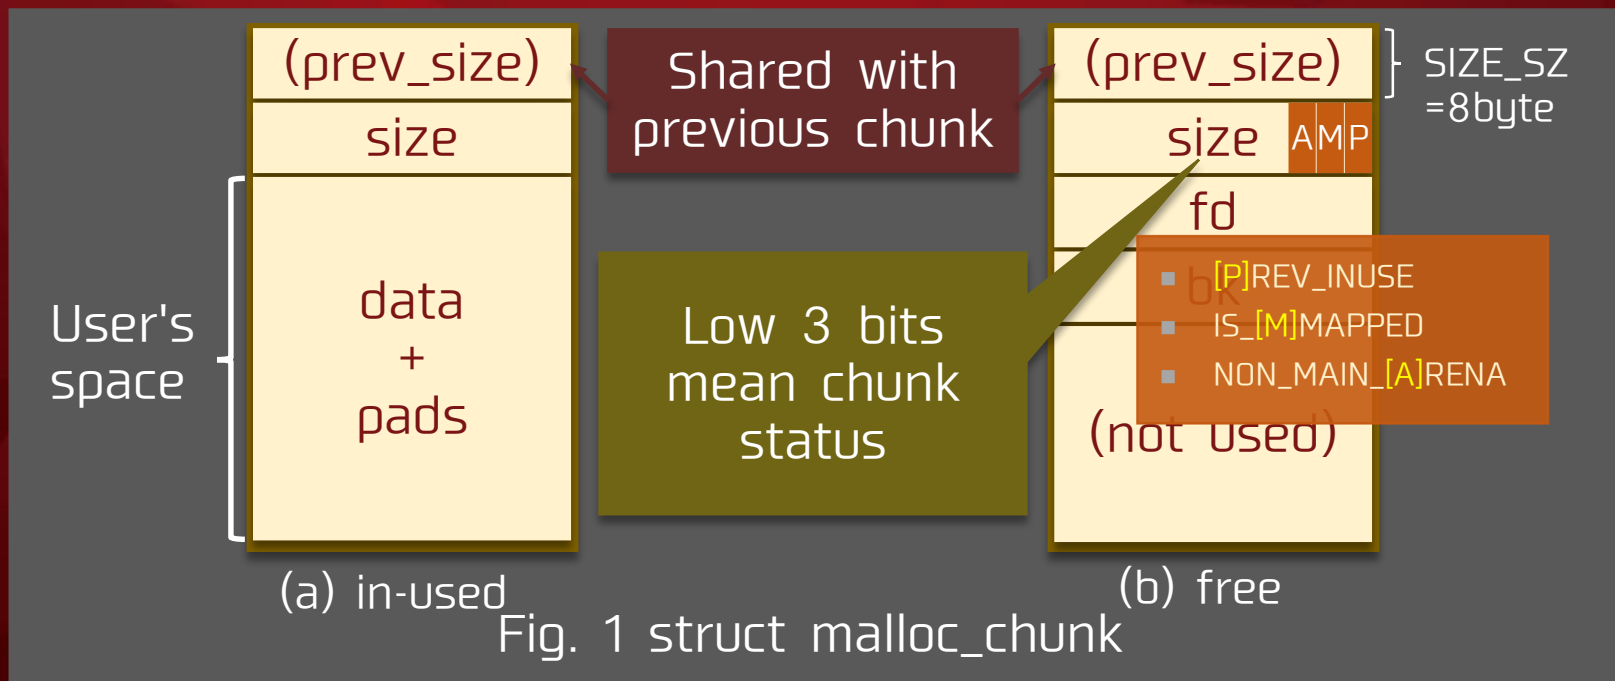 (prev_size)
size
data
+
pads
User's
space
(a) in-used
Shared with
previous chunk
Low 3 bits
mean chunk
status
(prev_size)
size
A M P
fd
bk
(not used)
(b) free
SIZE_SZ
=8byte
[P]REV_INUSE
IS_[M]MAPPED
NON_MAIN_[A]RENA
Fig. 1 struct malloc_chunk